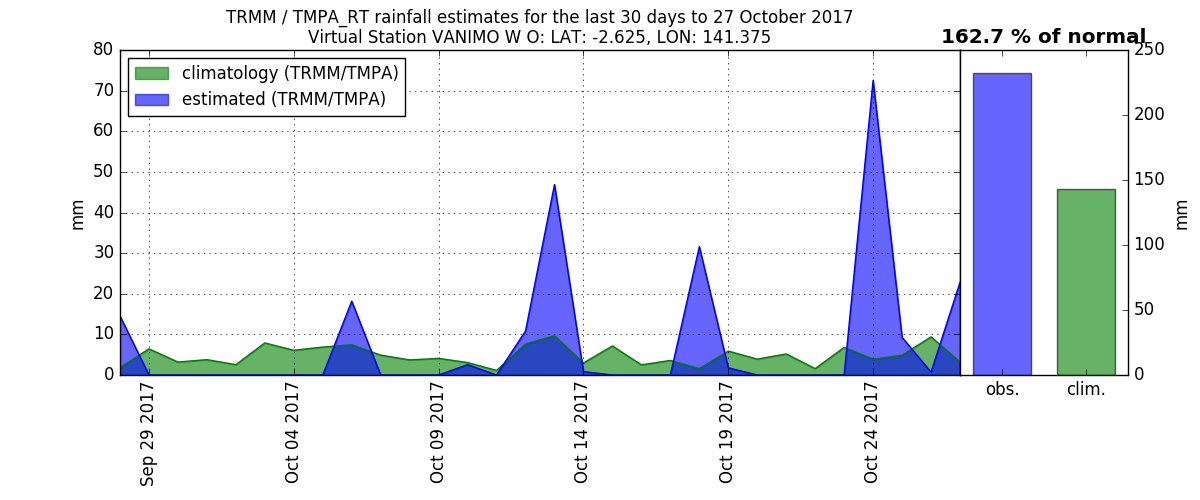 TRMM / TMPA_RT rainfall estimates for the last 30 days to 27 October 2017
Virtual Station VANIMO W O: LAT: -2.625, LON: 141.375
162.7 % of normal
climatology (TRMM/TMPA)
estimated (TRMM/TMPA)
mm
80
70
60
50
40
30
20
10
0
Sep 29 2017
Oct 04 2017
Oct 09 2017
Oct 14 2017
Oct 19 2017
Oct 24 2017
obs.
clim.
250
200
150
100
50
0
mm